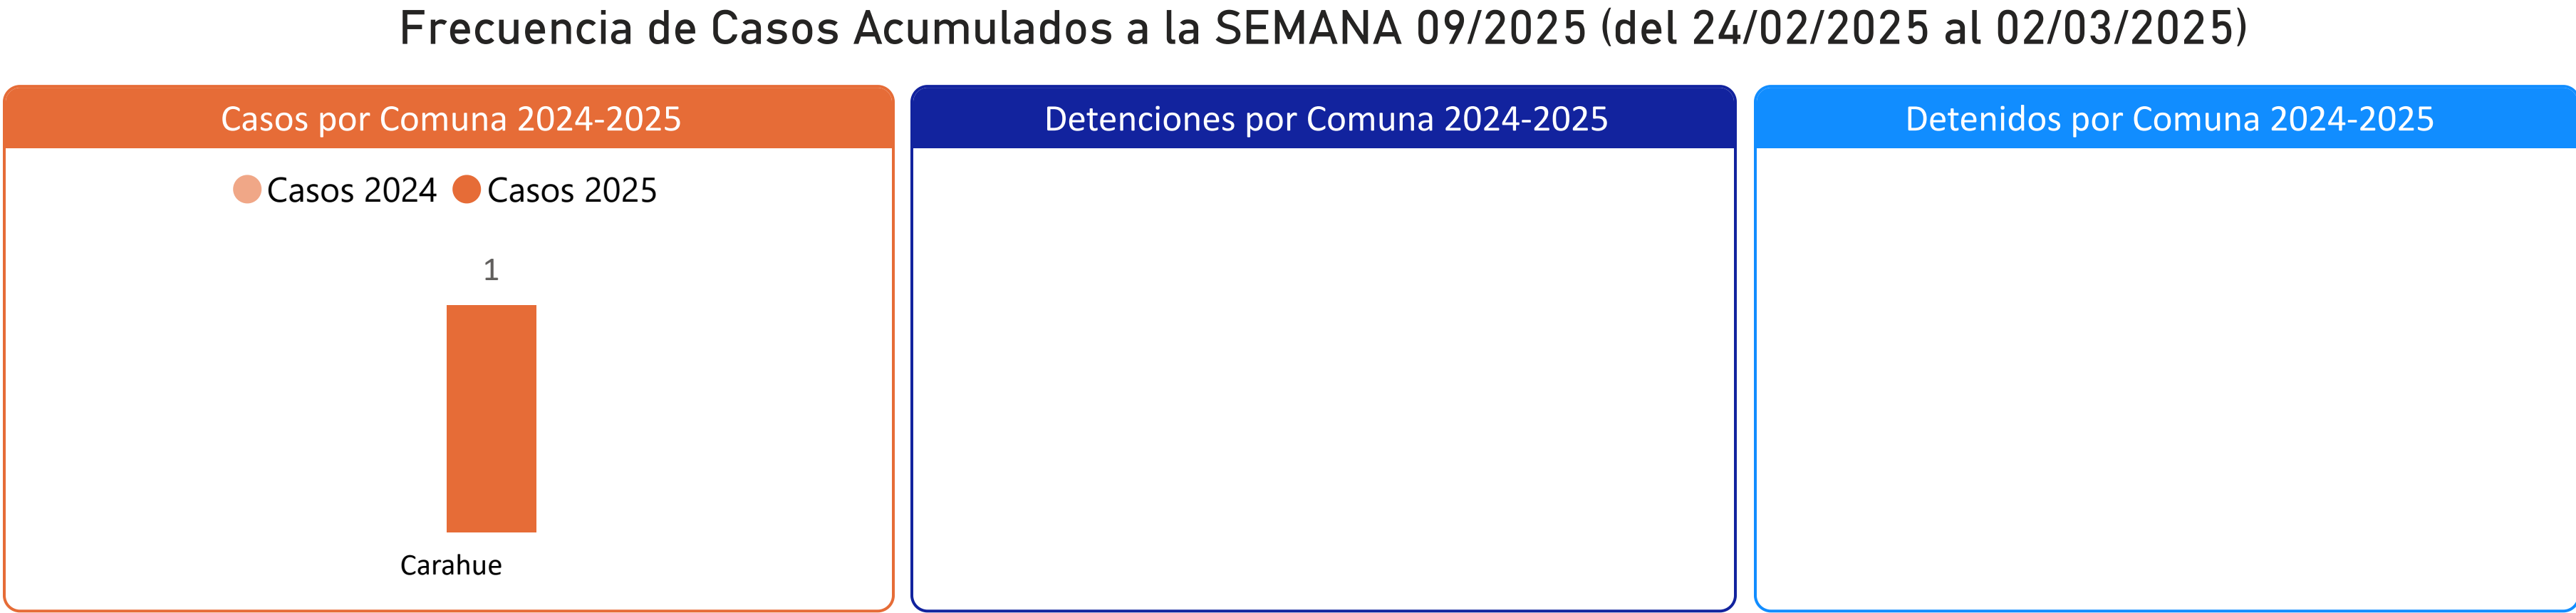 Frecuencia de Casos Acumulados a la SEMANA 09/2025 (del 24/02/2025 al 02/03/2025)
Casos por Comuna 2024-2025
Casos 2024 Casos 2025
1
Carahue
Detenciones por Comuna 2024-2025
Detenidos por Comuna 2024-2025